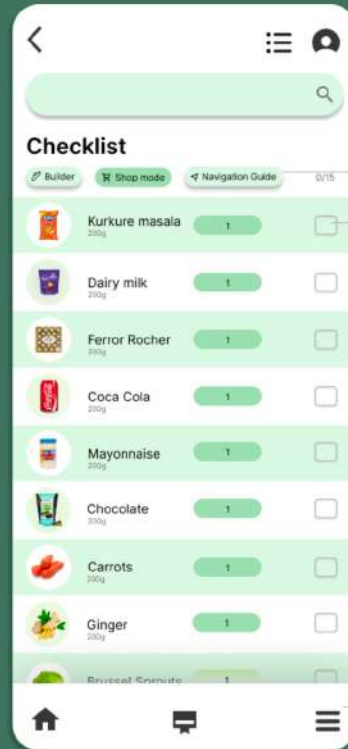 Checklist
Builder Shop mode Navigation Guide 0/15
Kurkure masala 1
200g
Dairy milk 1
200g
Ferror Rocher 1
Coca Cola 1
200g
Mayonnaise 1
200g
Chocolate 1
Carrots 1
200g
Ginger 1
Brussel Sprouts 1